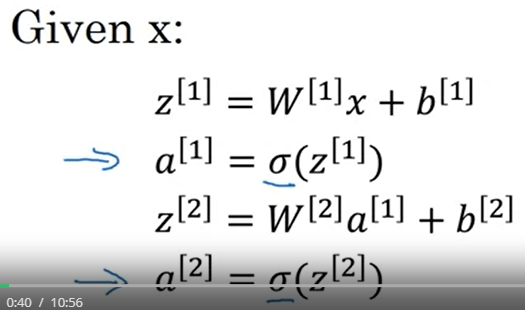 Given x:
z^[1] = W^[1]x + b^[1]
a^[1] = σ(z^[1])
z^[2] = W^[2]a^[1] + b^[2]
a^[2] = σ(z^[2])
0:40 / 10:56